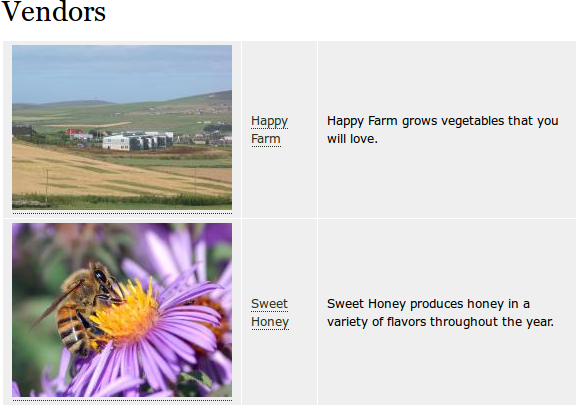 Vendors
Happy
Farm
Happy Farm grows vegetables that you
will love.
Sweet
Honey
Sweet Honey produces honey in a
variety of flavors throughout the year.